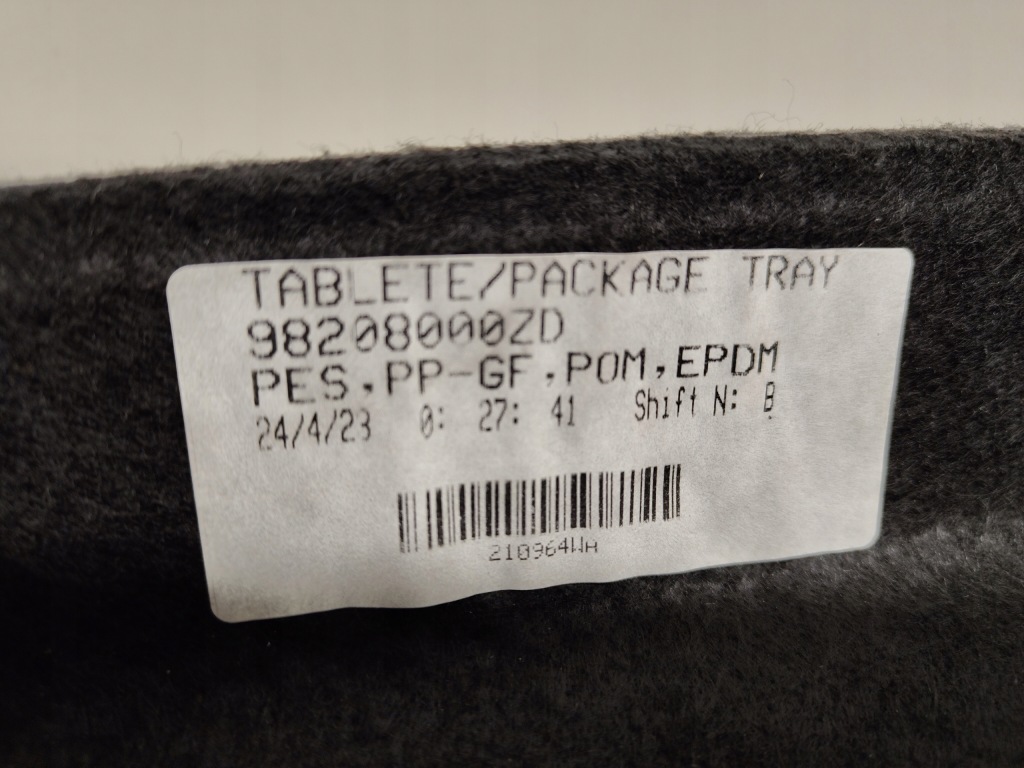 TABLETE/PACKAGE TRAY
98208000ZD
PES,PP-GF,POM,EPDM
24/4/23 0: 27: 41 Shift N: B
210964WA